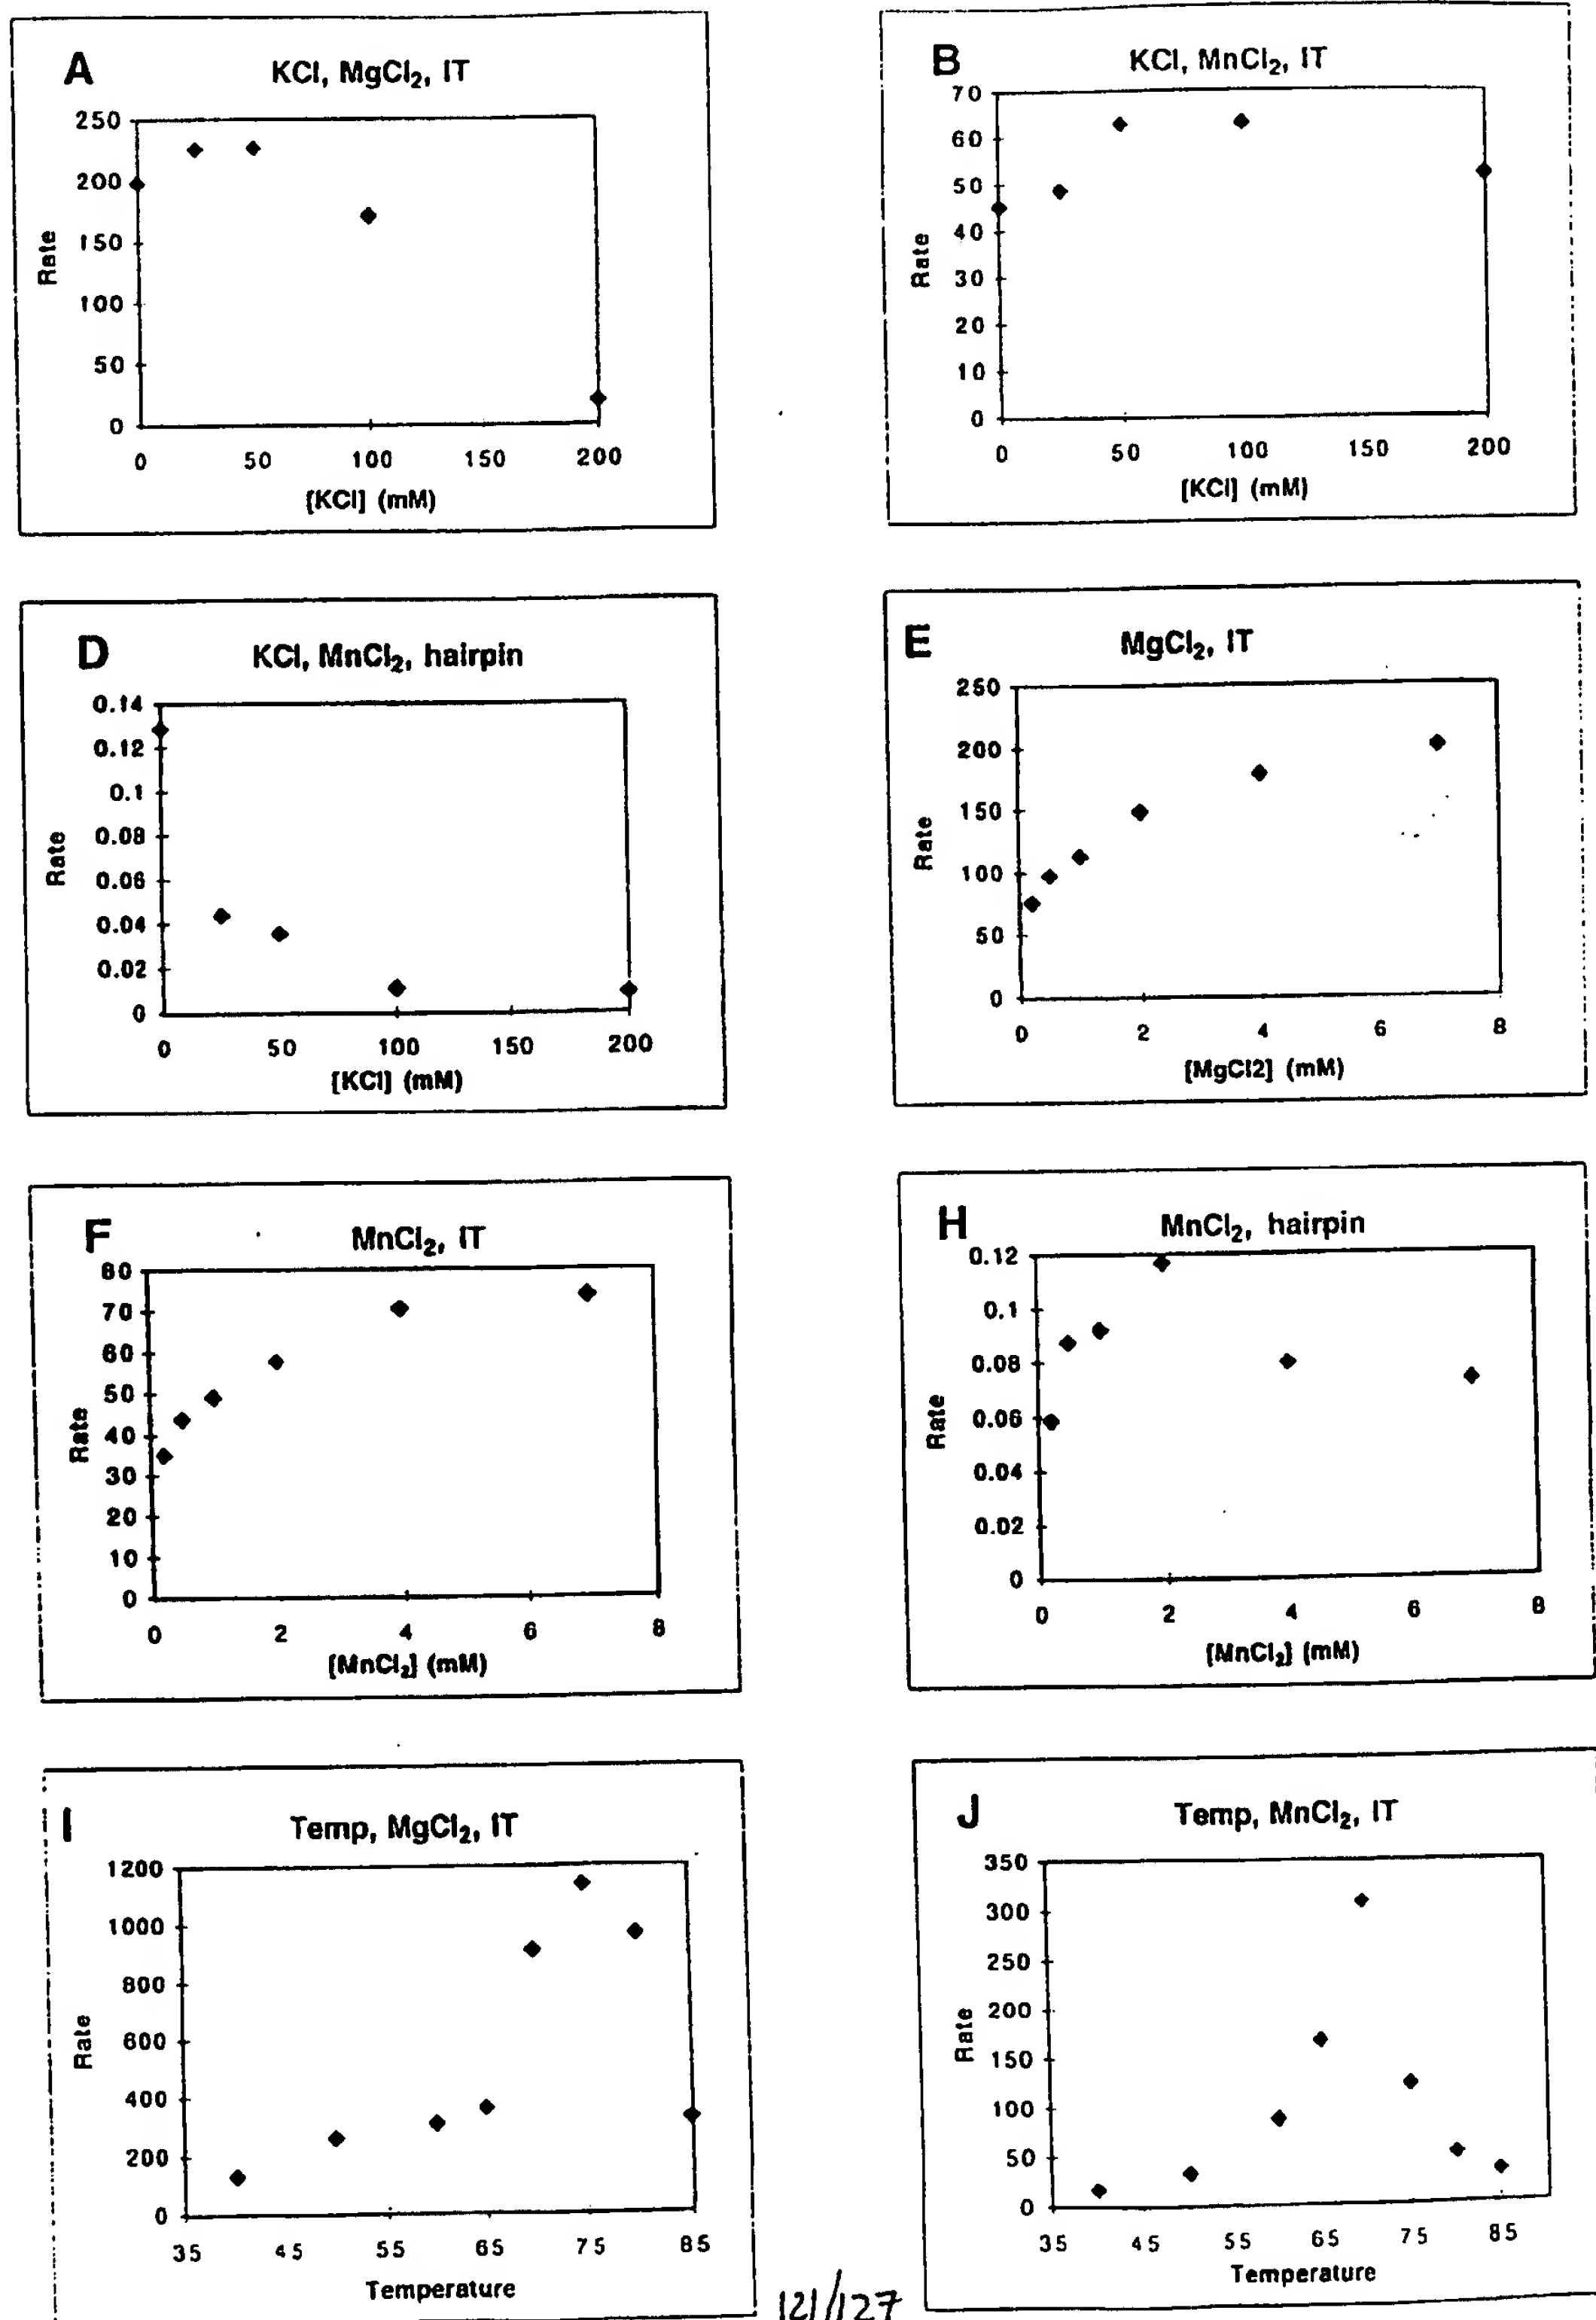 A
KCl, MgCl₂, IT
250
200
150
100
50
0
Rate
0 50 100 150 200
[KCl] (mM)
B
KCl, MnCl₂, IT
70
60
50
40
30
20
10
0
Rate
0 50 100 150 200
[KCl] (mM)
D
KCl, MnCl₂, hairpin
0.14
0.12
0.1
0.08
0.06
0.04
0.02
0
Rate
0 50 100 150 200
[KCl] (mM)
E
MgCl₂, IT
250
200
150
100
50
0
Rate
0 2 4 6 8
[MgCl2] (mM)
F
MnCl₂, IT
80
70
60
50
40
30
20
10
0
Rate
0 2 4 6 8
[MnCl₂] (mM)
H
MnCl₂, hairpin
0.12
0.1
0.08
0.06
0.04
0.02
0
Rate
0 2 4 6 8
[MnCl₂] (mM)
I
Temp, MgCl₂, IT
1200
1000
800
600
400
200
0
Rate
35 45 55 65 75 85
Temperature
J
Temp, MnCl₂, IT
350
300
250
200
150
100
50
0
Rate
35 45 55 65 75 85
Temperature
121/127